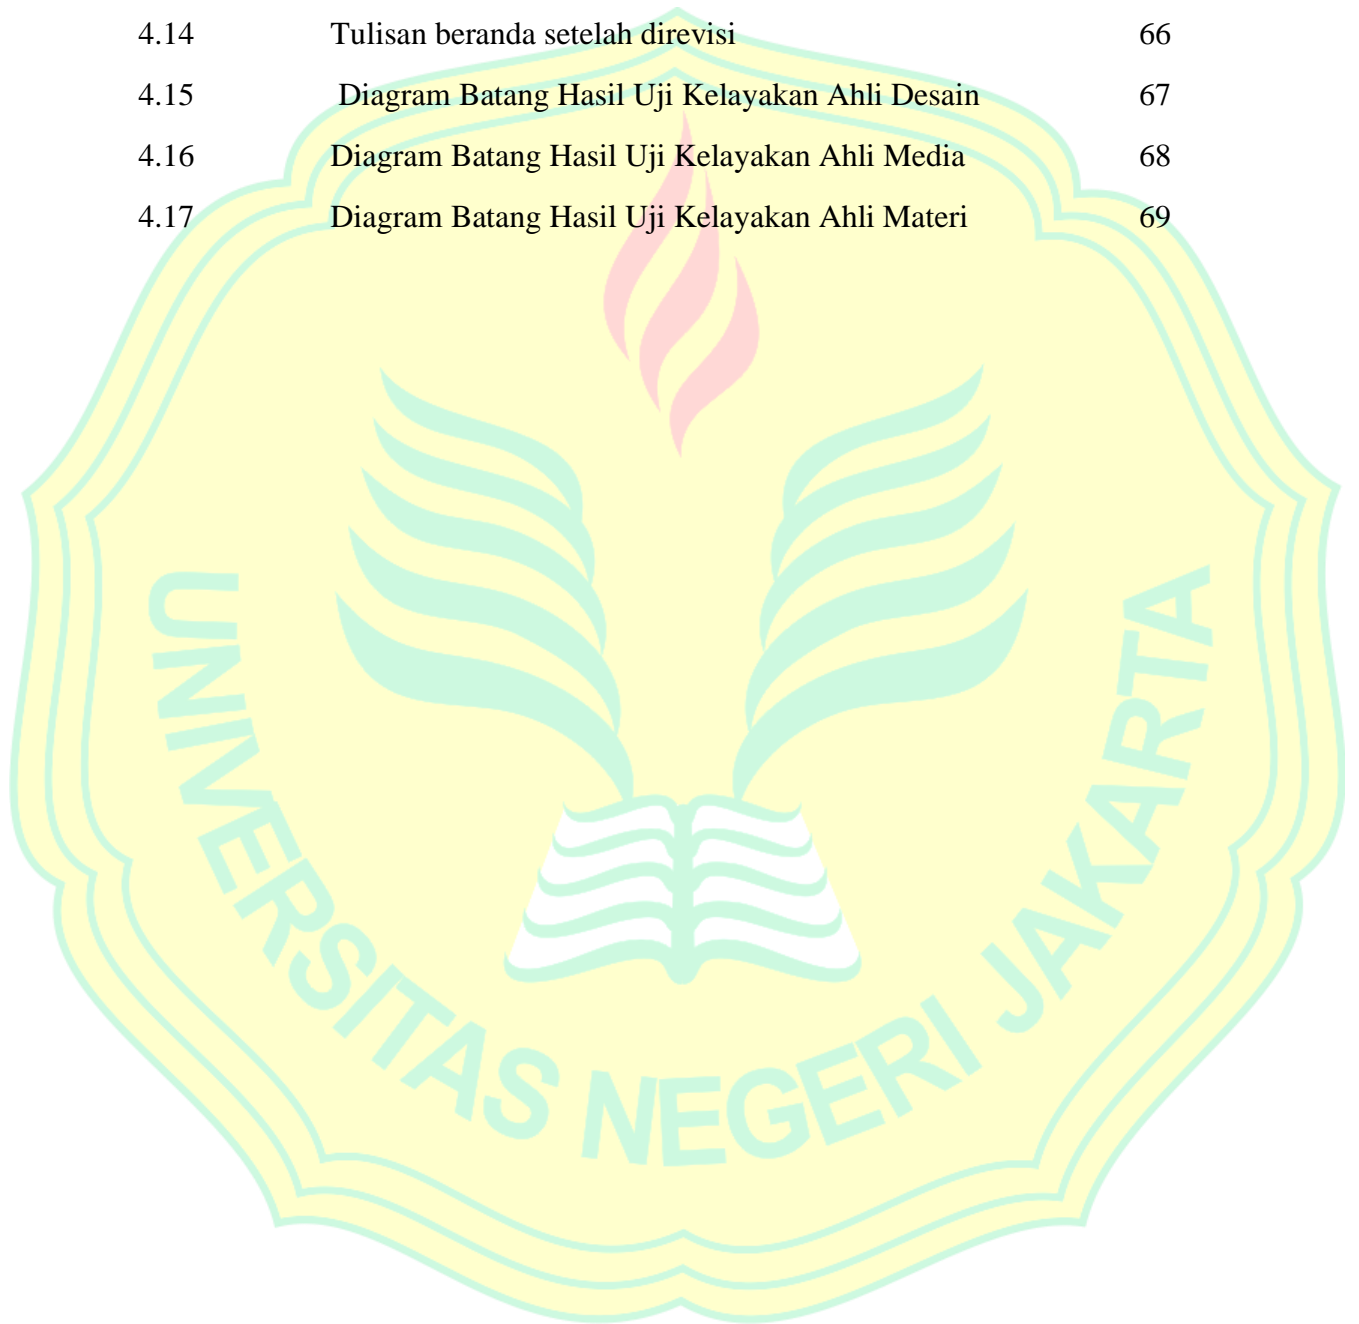 4.14 Tulisan beranda setelah direvisi 66
4.15 Diagram Batang Hasil Uji Kelayakan Ahli Desain 67
4.16 Diagram Batang Hasil Uji Kelayakan Ahli Media 68
4.17 Diagram Batang Hasil Uji Kelayakan Ahli Materi 69
UNIVERSITAS NEGERI JAKARTA